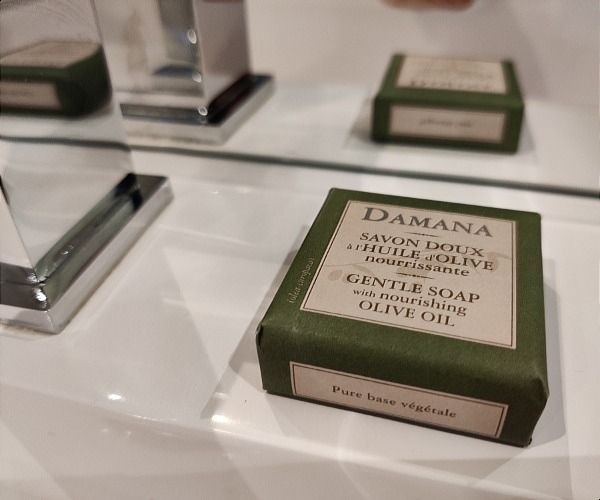 DAMANA
SAVON DOUX
à l'HUILE d'OLIVE
nourrissante
GENTLE SOAP
with nourishing
OLIVE OIL
Pure base végétale